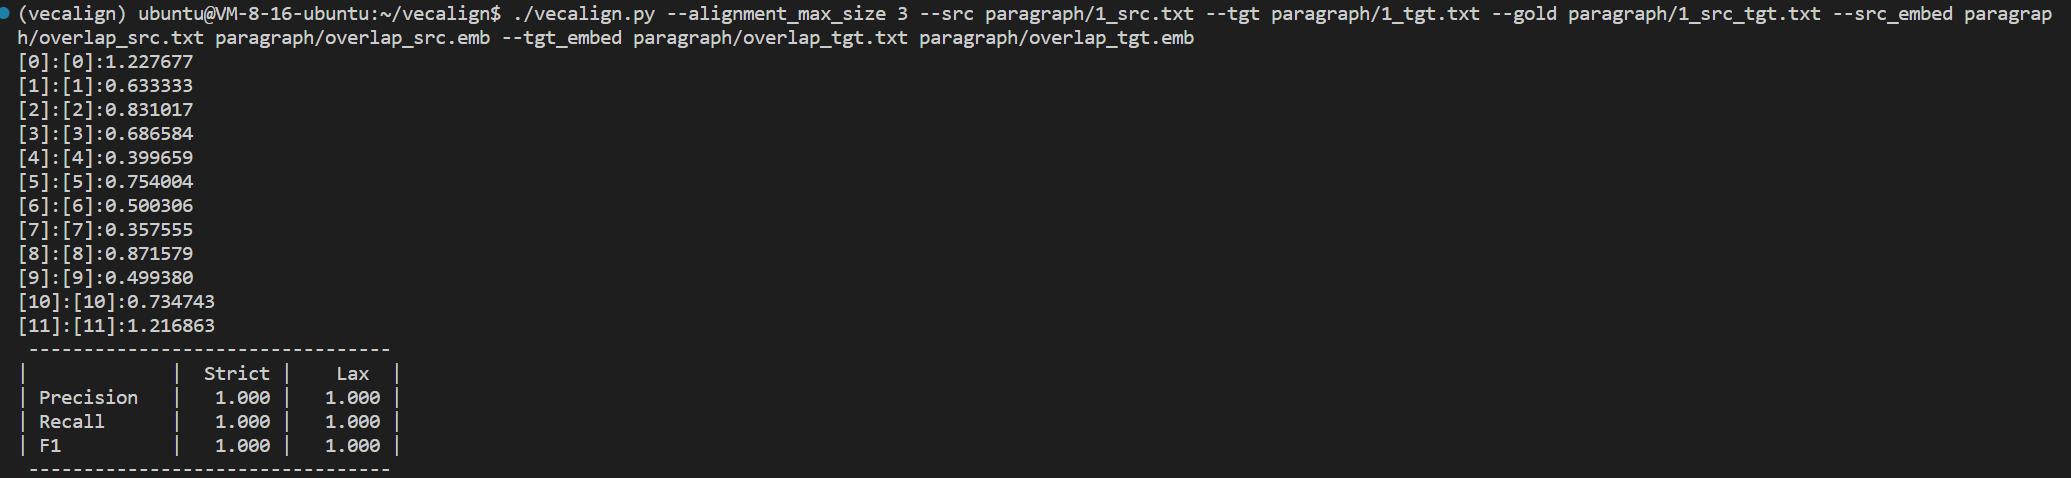 (vecalign) ubuntu@VM-8-16-ubuntu:~/vecalign$ ./vecalign.py --alignment_max_size 3 --src paragraph/1_src.txt --tgt paragraph/1_tgt.txt --gold paragraph/1_src_tgt.txt --src_embed paragrap
h/overlap_src.txt paragraph/overlap_src.emb --tgt_embed paragraph/overlap_tgt.txt paragraph/overlap_tgt.emb
[0]:[0]:1.227677
[1]:[1]:0.633333
[2]:[2]:0.831017
[3]:[3]:0.686584
[4]:[4]:0.399659
[5]:[5]:0.754004
[6]:[6]:0.500306
[7]:[7]:0.357555
[8]:[8]:0.871579
[9]:[9]:0.499380
[10]:[10]:0.734743
[11]:[11]:1.216863
 ---------------------------------
|             |  Strict |    Lax  |
| Precision   |   1.000 |   1.000 |
| Recall      |   1.000 |   1.000 |
| F1          |   1.000 |   1.000 |
 ---------------------------------